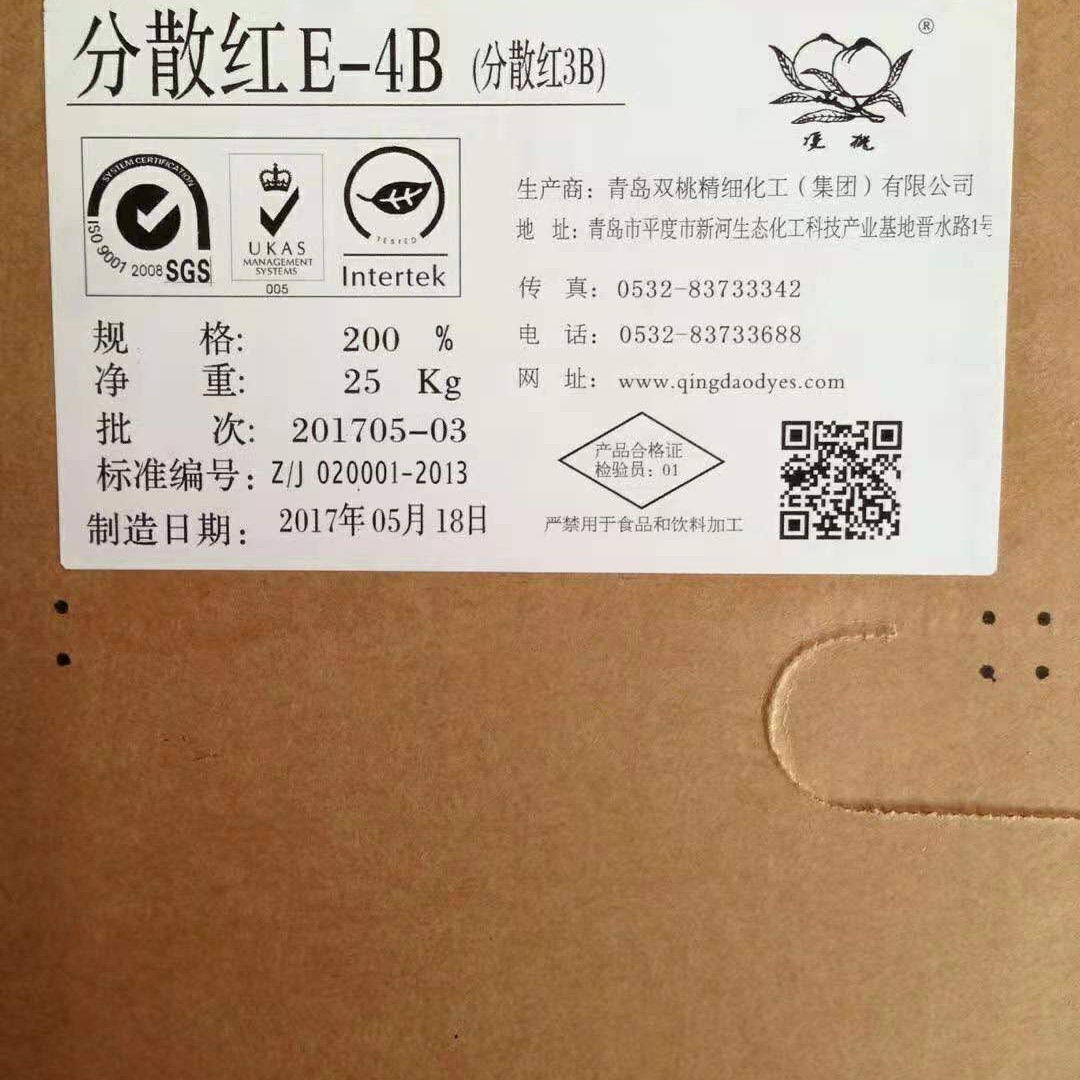 分散红E-4B (分散红3B)
®
双桃
SYSTEM CERTIFICATION
ISO 9001 2008 SGS
UKAS
MANAGEMENT
SYSTEMS
005
TESTED
Intertek
生产商：青岛双桃精细化工（集团）有限公司
地 址：青岛市平度市新河生态化工科技产业基地晋水路1号
传 真：0532-83733342
电 话：0532-83733688
网 址：www.qingdaodyes.com
规 格: 200 %
净 重: 25 Kg
批 次: 201705-03
标准编号: Z/J 020001-2013
制造日期: 2017年05月18日
产品合格证
检验员：01
严禁用于食品和饮料加工